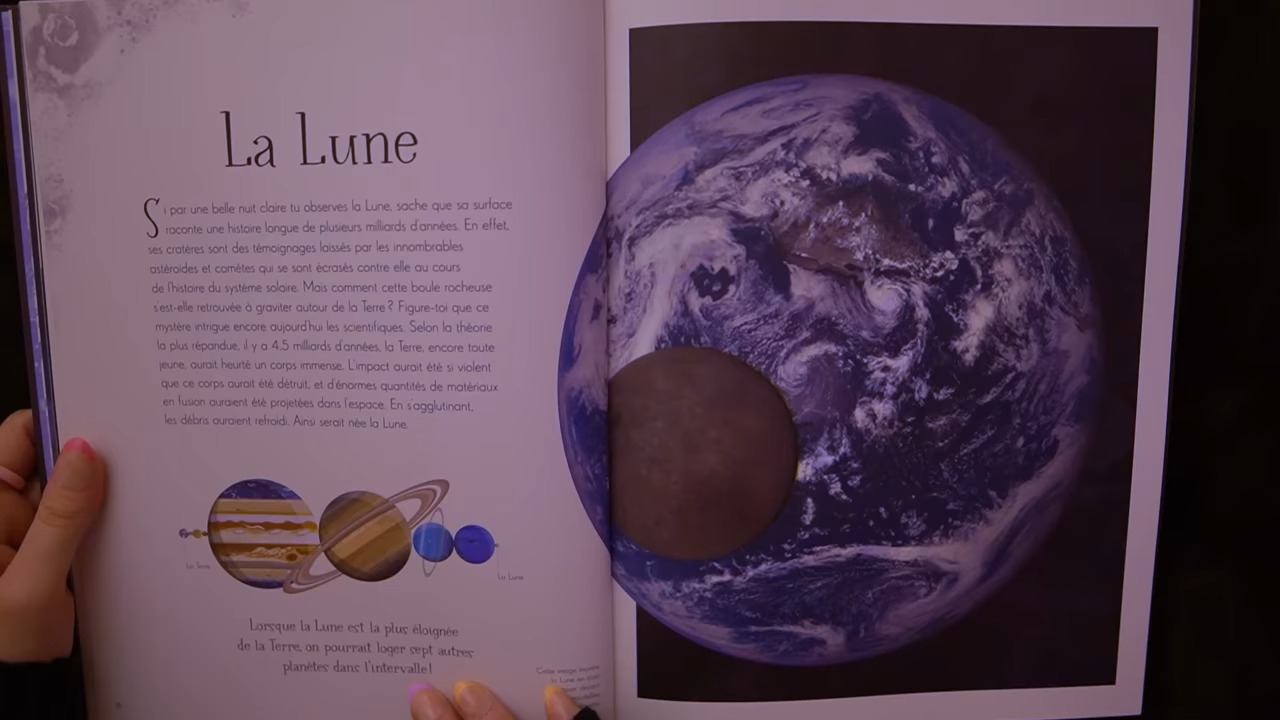 La Lune
Si par une belle nuit claire tu observes la Lune, sache que sa surface
raconte une histoire longue de plusieurs milliards d'années. En effet,
ses cratères sont des témoignages laissés par les innombrables
astéroïdes et comètes qui se sont écrasés contre elle au cours
de l'histoire du système solaire. Mais comment cette boule rocheuse
s'est-elle retrouvée à graviter autour de la Terre ? Figure-toi que ce
mystère intrigue encore aujourd'hui les scientifiques. Selon la théorie
la plus répandue, il y a 4,5 milliards d'années, la Terre, encore toute
jeune, aurait heurté un corps immense. L'impact aurait été si violent
que ce corps aurait été détruit, et d'énormes quantités de matériaux
en fusion auraient été projetées dans l'espace. En s'agglutinant,
les débris auraient refroidi. Ainsi serait née la Lune.
La Terre
La Lune
Lorsque la Lune est la plus éloignée
de la Terre, on pourrait loger sept autres
planètes dans l'intervalle!
Cette image montre
la Lune en train